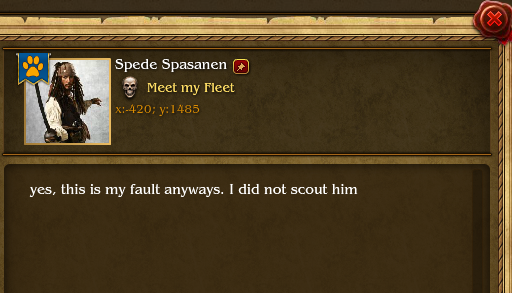 Spede Spasanen
Meet my Fleet
x:-420; y:1485
yes, this is my fault anyways. I did not scout him